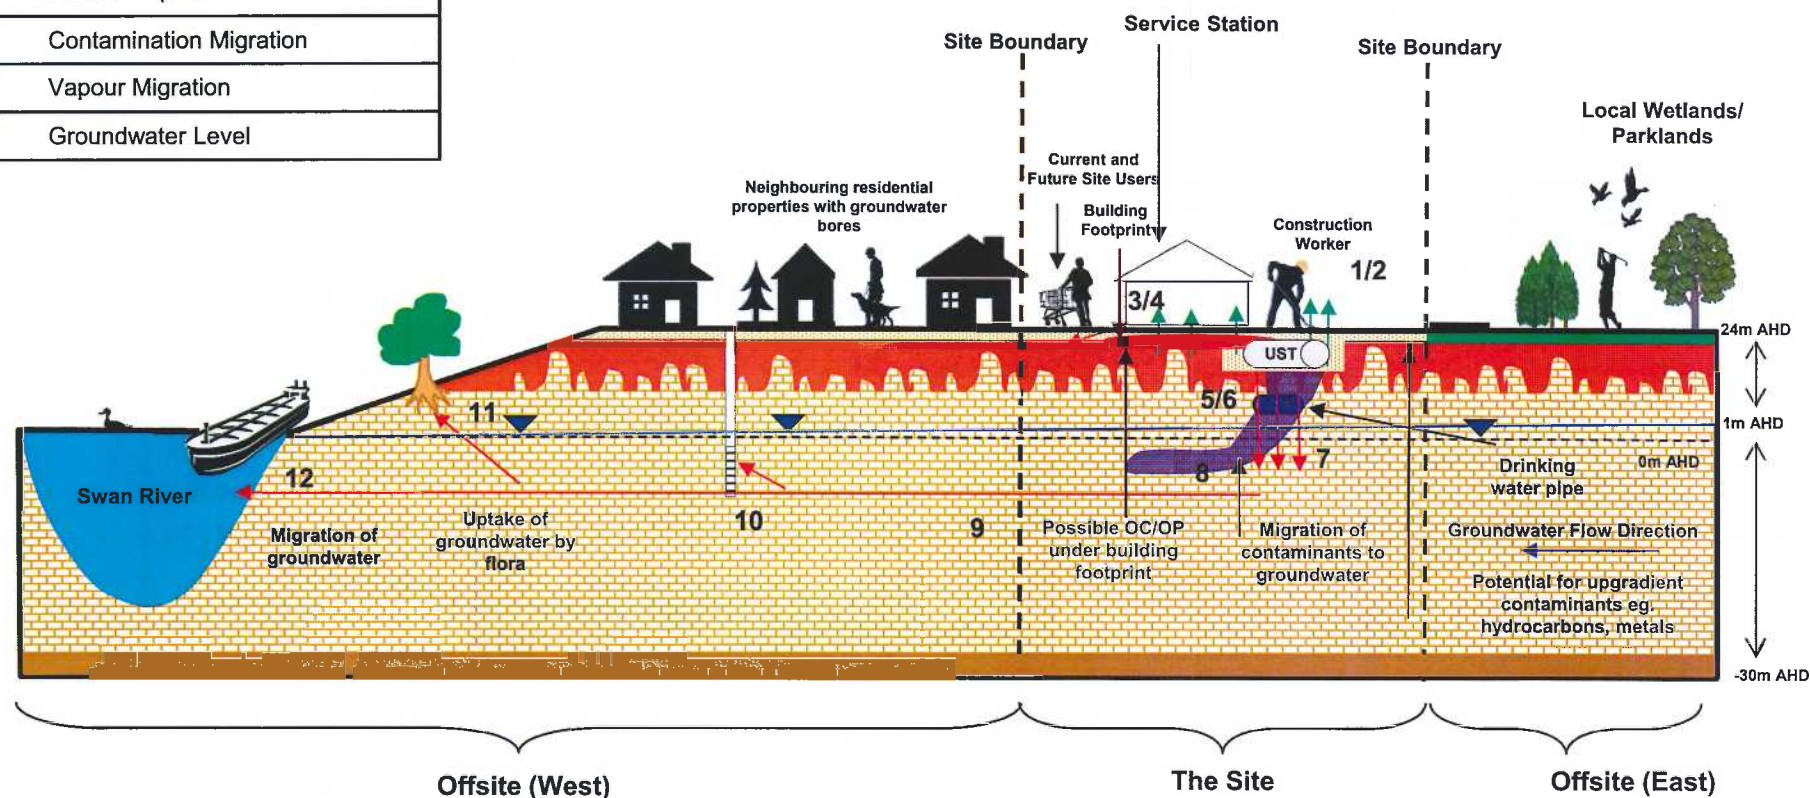 Contamination Migration
Vapour Migration
Groundwater Level
Service Station
Site Boundary
Site Boundary
Local Wetlands/
Parklands
Current and
Future Site Users
Neighbouring residential
properties with groundwater
bores
Building
Footprint
Construction
Worker
1/2
3/4
24m AHD
UST
5/6
11
1m AHD
7
8
0m AHD
Drinking
water pipe
12
Swan River
10
9
Migration of
groundwater
Uptake of
groundwater by
flora
Possible OC/OP
under building
footprint
Migration of
contaminants to
groundwater
Groundwater Flow Direction
Potential for upgradient
contaminants eg.
hydrocarbons, metals
-30m AHD
Offsite (West)
The Site
Offsite (East)